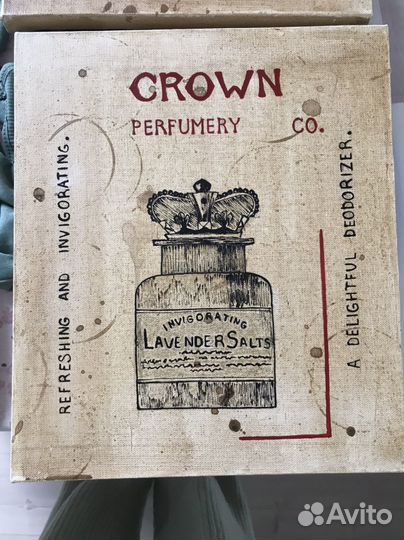 CROWN
PERFUMERY CO.
REFRESHING AND INVIGORATING.
A DELIGHTFUL DEODORIZER.
INVIGORATING
LAVENDER SALTS
Avito